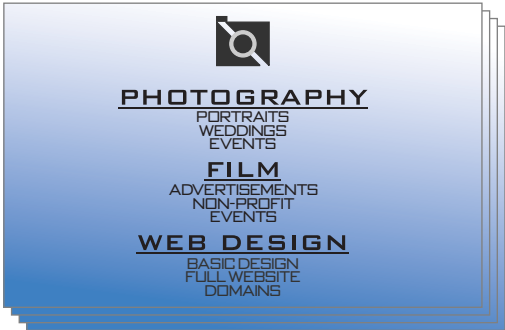 PHOTOGRAPHY
PORTRAITS
WEDDINGS
EVENTS
FILM
ADVERTISEMENTS
NON-PROFIT
EVENTS
WEB DESIGN
BASIC DESIGN
FULL WEBSITE
DOMAINS